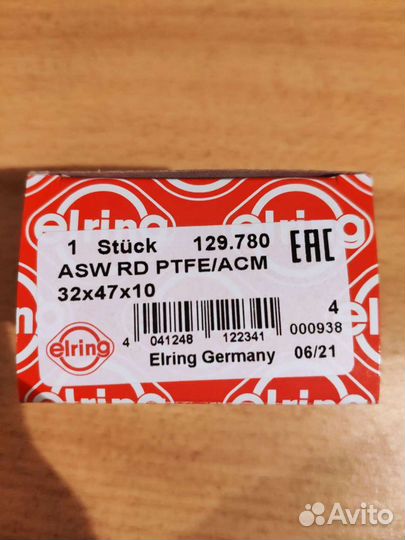 elring
elring
1 Stück 129.780 EAC
ASW RD PTFE/ACM
32x47x10
elring
4 041248 122341
4
000938
Elring Germany 06/21
Avito